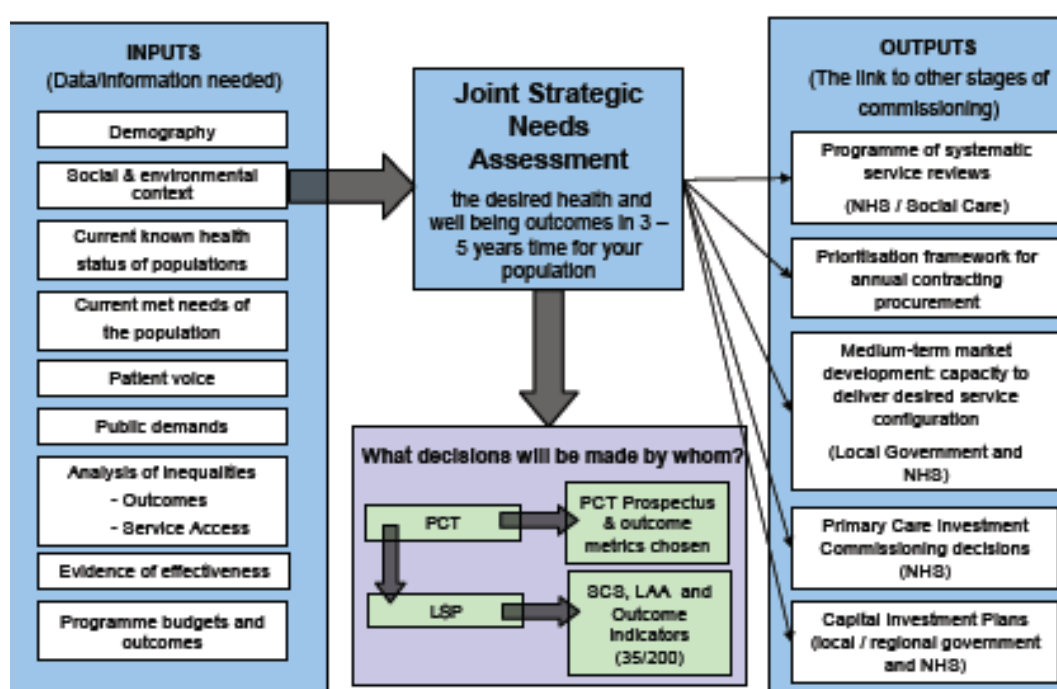 INPUTS
(Data/Information needed)
Demography
Social & environmental
context
Current known health
status of populations
Current met needs of
the population
Patient voice
Public demands
Analysis of Inequalities
- Outcomes
- Service Access
Evidence of effectiveness
Programme budgets and
outcomes
Joint Strategic
Needs
Assessment
the desired health and
well being outcomes in 3 –
5 years time for your
population
What decisions will be made by whom?
PCT
PCT Prospectus
& outcome
metrics chosen
LSP
SCS, LAA and
Outcome
Indicators
(35/200)
OUTPUTS
(The link to other stages of
commissioning)
Programme of systematic
service reviews
(NHS / Social Care)
Prioritisation framework for
annual contracting
procurement
Medium-term market
development: capacity to
deliver desired service
configuration
(Local Government and
NHS)
Primary Care Investment
Commissioning decisions
(NHS)
Capital Investment Plans
(local / regional government
and NHS)